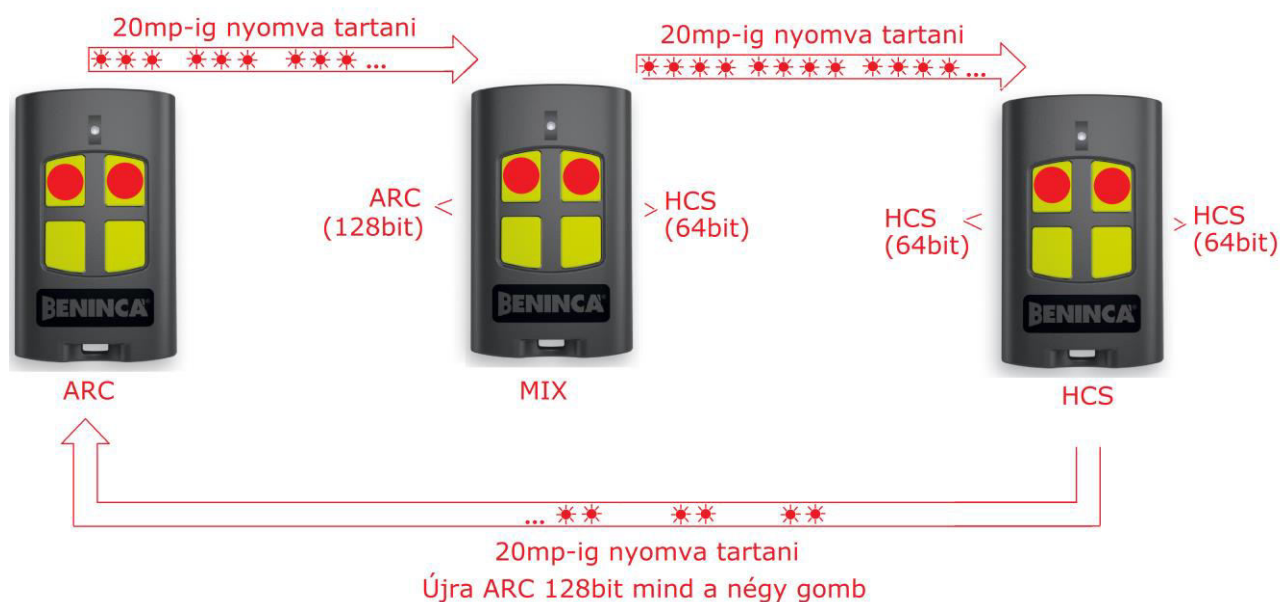 20mp-ig nyomva tartani
...
20mp-ig nyomva tartani
...
ARC
(128bit)
<
>
HCS
(64bit)
HCS
(64bit)
<
>
HCS
(64bit)
BENINCA
BENINCA
BENINCA
ARC
MIX
HCS
...
20mp-ig nyomva tartani
Újra ARC 128bit mind a négy gomb